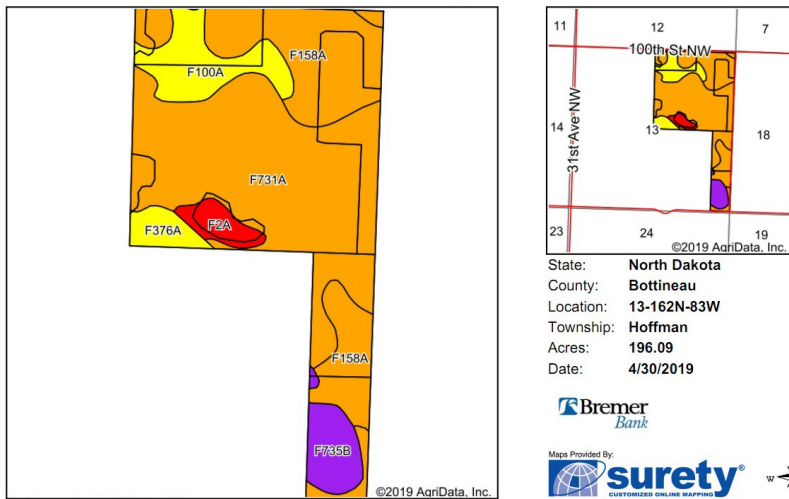 F158A
F100A
F731A
F2A
F376A
F158A
F735B
©2019 AgriData, Inc.
11
12
7
100th St NW
31st Ave NW
14
13
18
23
24
19
©2019 AgriData, Inc.
State: North Dakota
County: Bottineau
Location: 13-162N-83W
Township: Hoffman
Acres: 196.09
Date: 4/30/2019
Bremer
Bank
Maps Provided By:
surety®
CUSTOMIZED ONLINE MAPPING
W